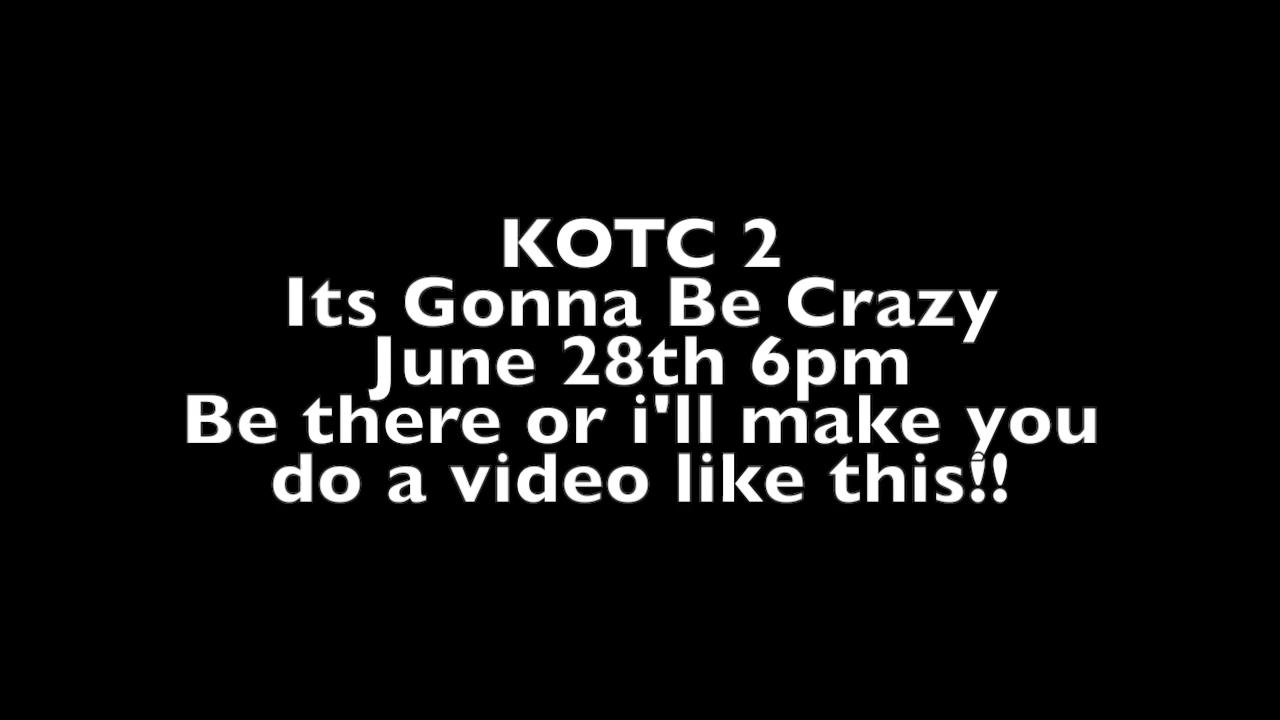 KOTC 2
Its Gonna Be Crazy
June 28th 6pm
Be there or i'll make you
do a video like this!!